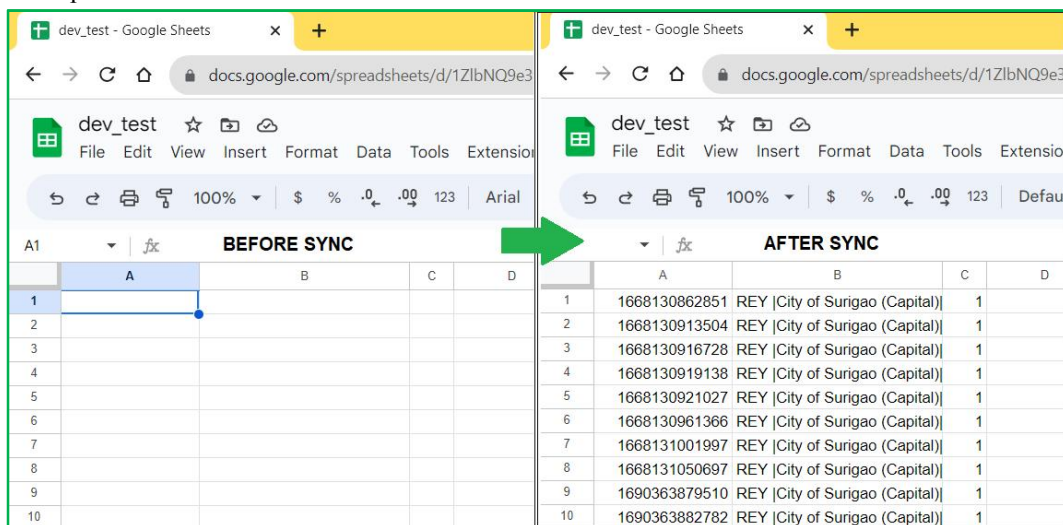 dev_test - Google Sheets
docs.google.com/spreadsheets/d/1ZlbNQ9e3
dev_test
File Edit View Insert Format Data Tools Extension
100% $ % .0 .00 123 Arial
A1 fx BEFORE SYNC
A B C D
1
2
3
4
5
6
7
8
9
10
dev_test - Google Sheets
docs.google.com/spreadsheets/d/1ZlbNQ9e3
dev_test
File Edit View Insert Format Data Tools Extensio
100% $ % .0 .00 123 Defau
fx AFTER SYNC
A B C D
1 1668130862851 REY |City of Surigao (Capital)| 1
2 1668130913504 REY |City of Surigao (Capital)| 1
3 1668130916728 REY |City of Surigao (Capital)| 1
4 1668130919138 REY |City of Surigao (Capital)| 1
5 1668130921027 REY |City of Surigao (Capital)| 1
6 1668130961366 REY |City of Surigao (Capital)| 1
7 1668131001997 REY |City of Surigao (Capital)| 1
8 1668131050697 REY |City of Surigao (Capital)| 1
9 1690363879510 REY |City of Surigao (Capital)| 1
10 1690363882782 REY |City of Surigao (Capital)| 1